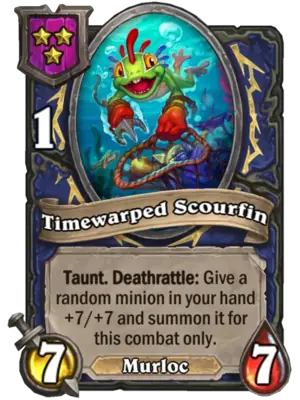 1
Timewarped Scourfin
Taunt. Deathrattle: Give a
random minion in your hand
+7/+7 and summon it for
this combat only.
7
Murloc
7